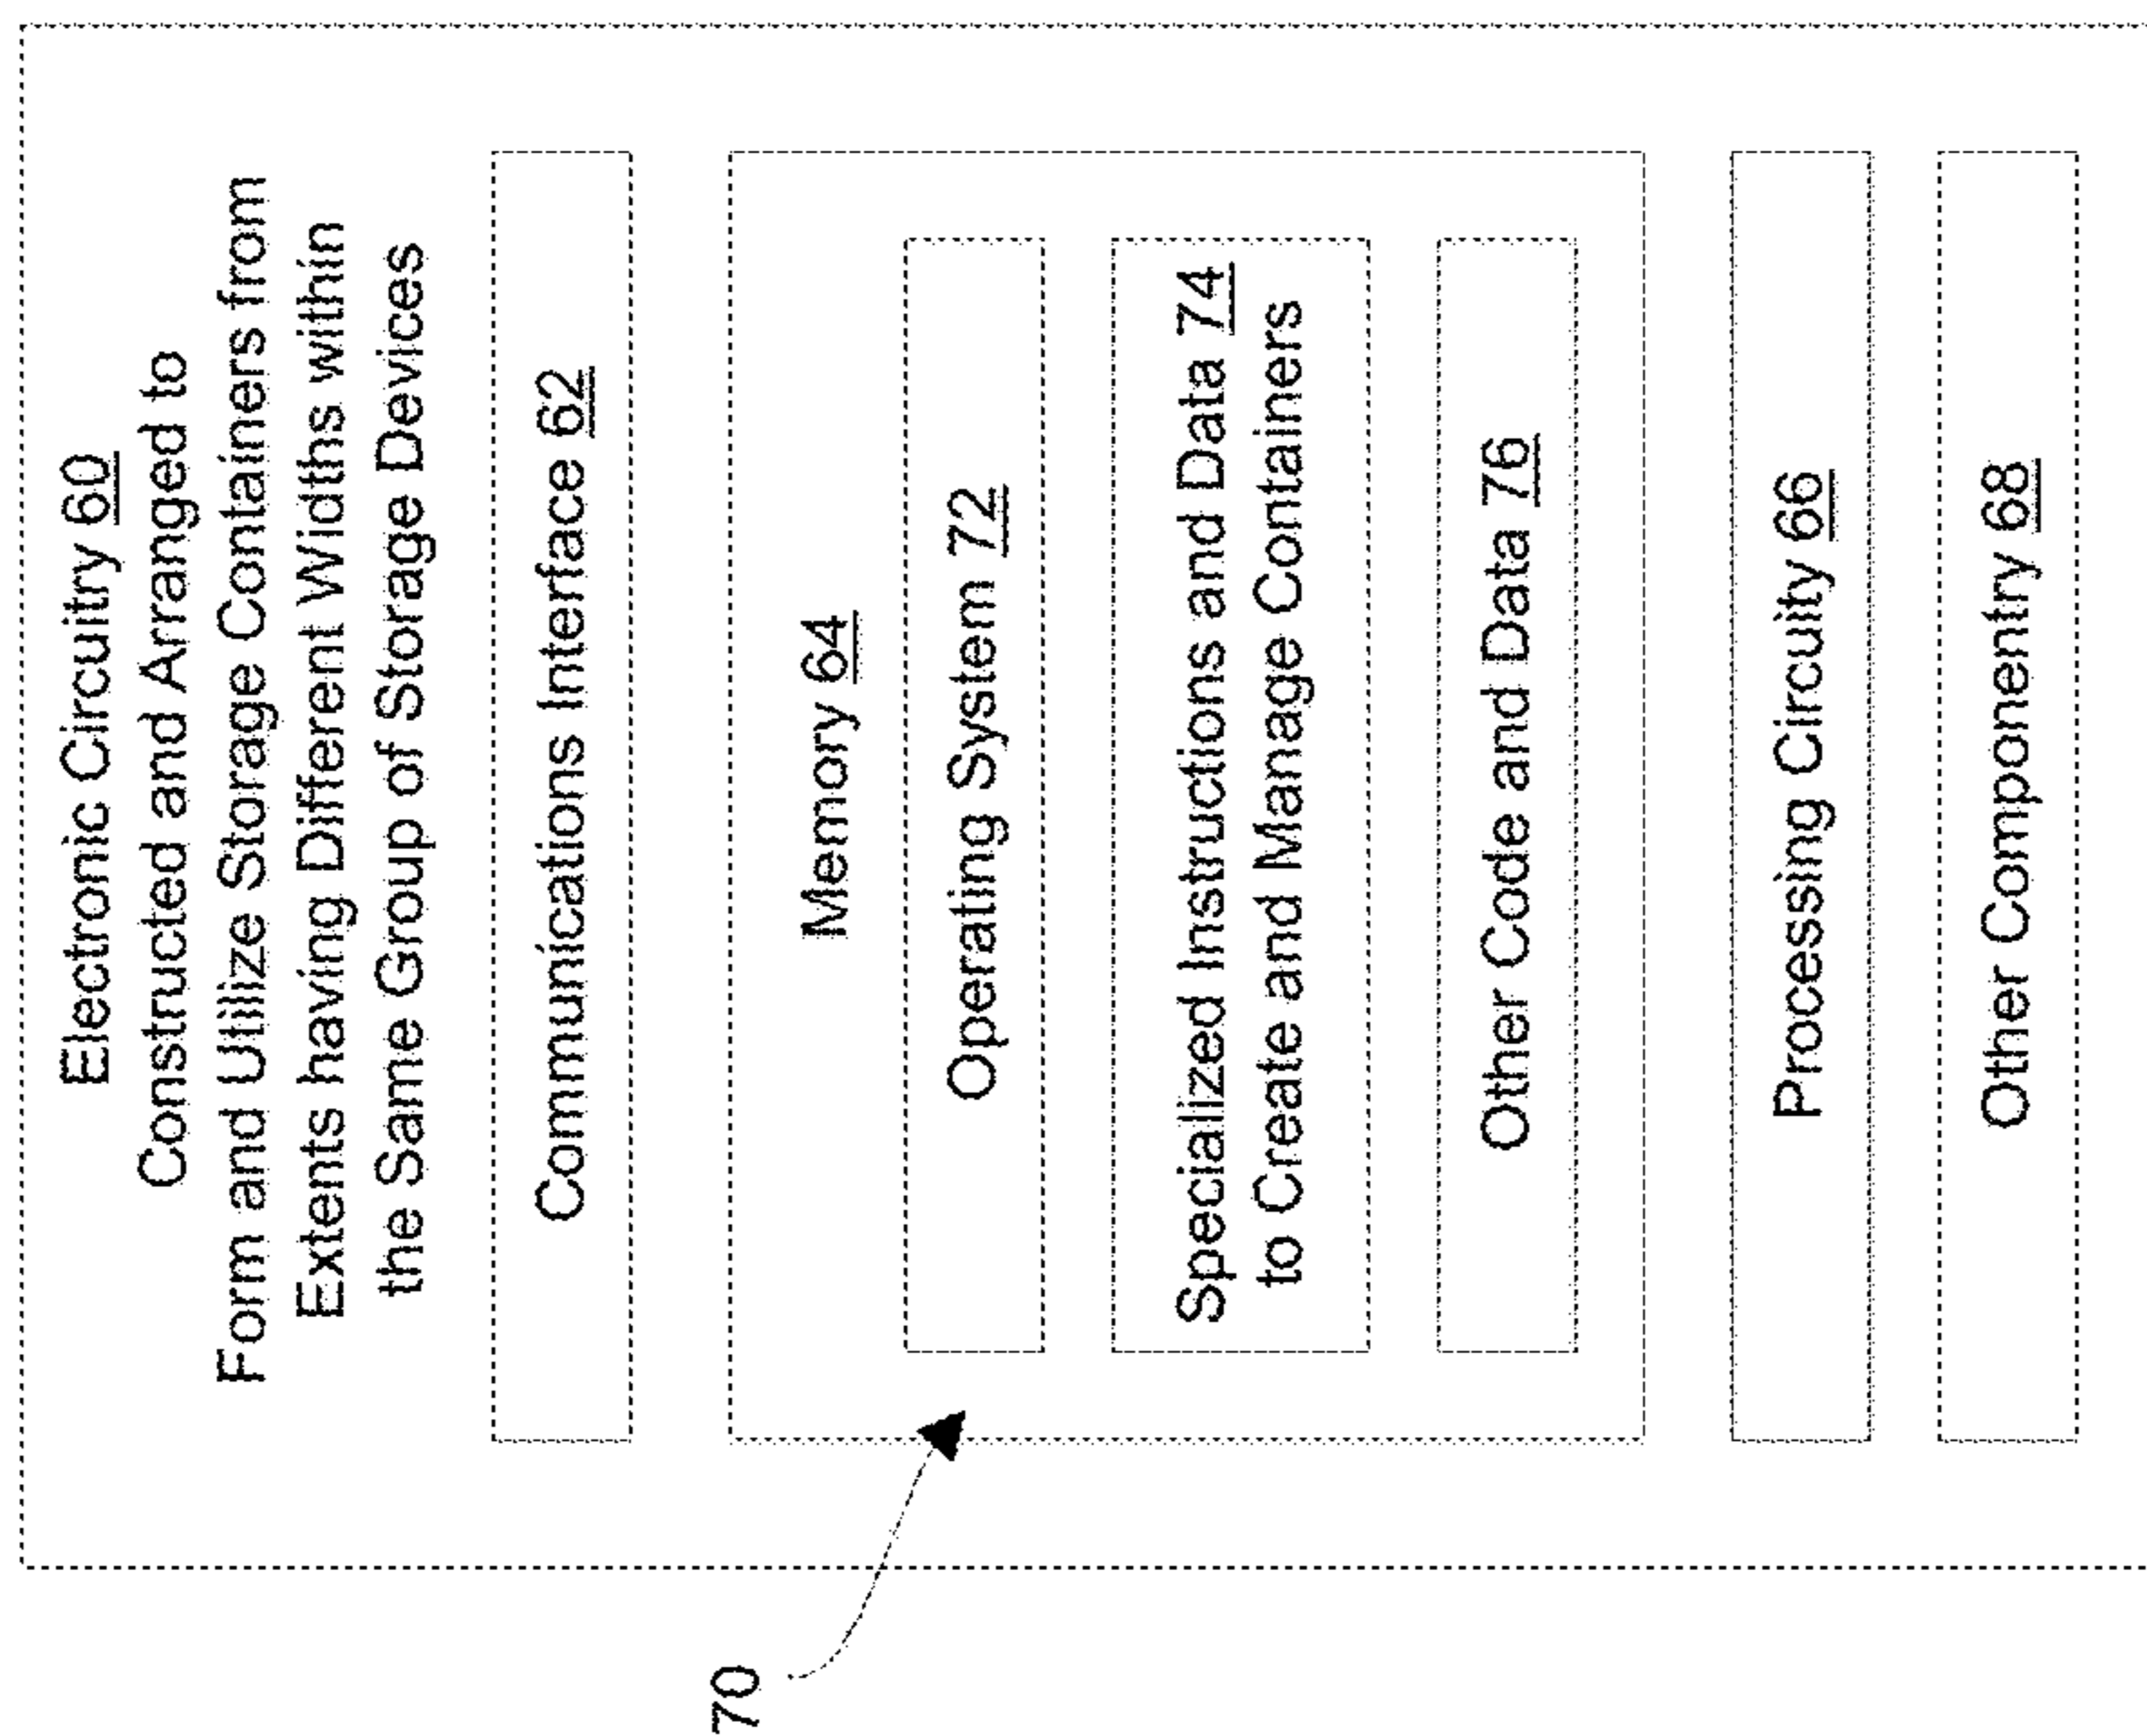 Electronic Circuitry 60
Constructed and Arranged to
Form and Utilize Storage Containers from
Extents having Different Widths within
the Same Group of Storage Devices
Communications Interface 62
70
Memory 64
Operating System 72
Specialized Instructions and Data 74
to Create and Manage Containers
Other Code and Data 76
Processing Circuity 66
Other Componentry 68